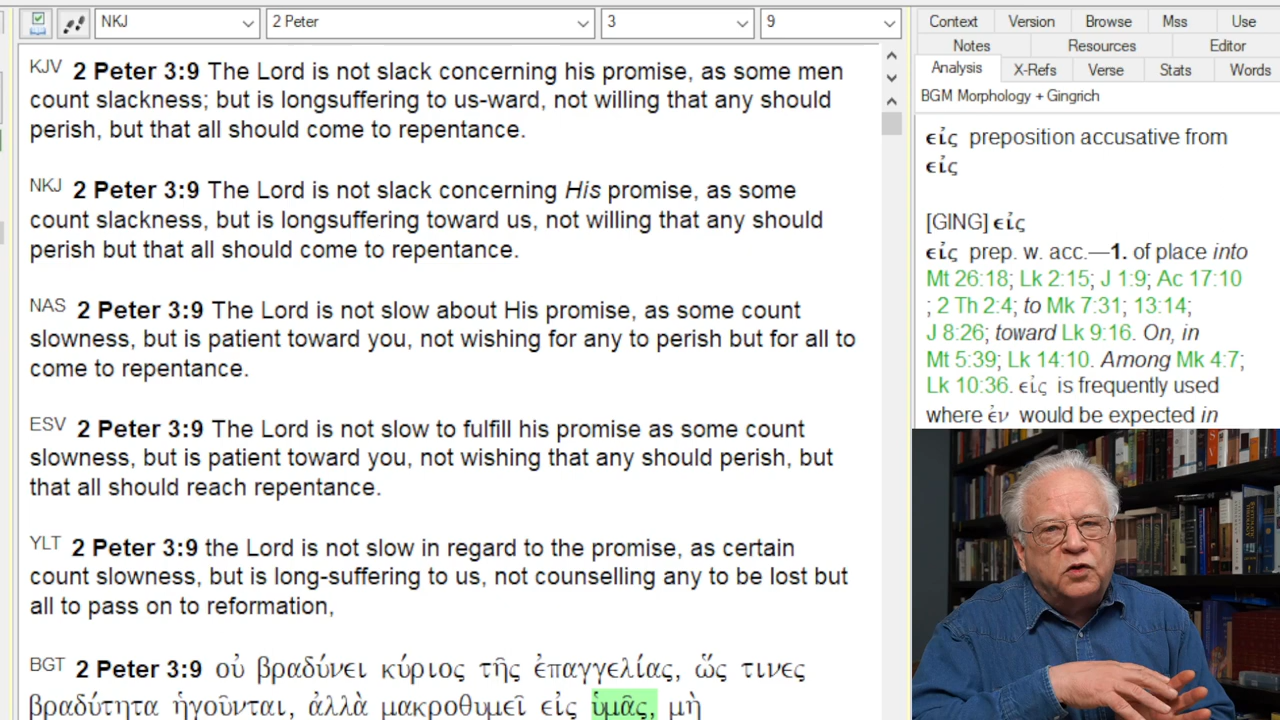 NKJ 2 Peter 3 9
KJV 2 Peter 3:9 The Lord is not slack concerning his promise, as some men
count slackness; but is longsuffering to us-ward, not willing that any should
perish, but that all should come to repentance.
NKJ 2 Peter 3:9 The Lord is not slack concerning His promise, as some
count slackness, but is longsuffering toward us, not willing that any should
perish but that all should come to repentance.
NAS 2 Peter 3:9 The Lord is not slow about His promise, as some count
slowness, but is patient toward you, not wishing for any to perish but for all to
come to repentance.
ESV 2 Peter 3:9 The Lord is not slow to fulfill his promise as some count
slowness, but is patient toward you, not wishing that any should perish, but
that all should reach repentance.
YLT 2 Peter 3:9 the Lord is not slow in regard to the promise, as certain
count slowness, but is long-suffering to us, not counselling any to be lost but
all to pass on to reformation,
BGT 2 Peter 3:9 οὐ βραδύνει κύριος τῆς ἐπαγγελίας, ὥς τινες
βραδύτητα ἡγοῦνται, ἀλλὰ μακροθυμεῖ εἰς ὑμᾶς, μὴ
Context Version Browse Mss Use
Notes Resources Editor
Analysis X-Refs Verse Stats Words
BGM Morphology + Gingrich
εἰς preposition accusative from
εἰς
[GING] εἰς
εἰς prep. w. acc.—1. of place into
Mt 26:18; Lk 2:15; J 1:9; Ac 17:10
; 2 Th 2:4; to Mk 7:31; 13:14;
J 8:26; toward Lk 9:16. On, in
Mt 5:39; Lk 14:10. Among Mk 4:7;
Lk 10:36. εἰς is frequently used
where ἐν would be expected in